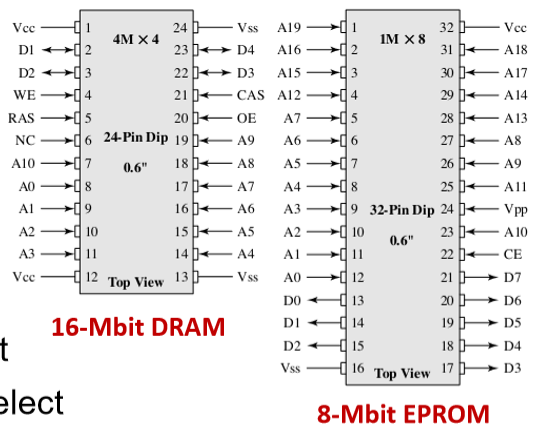 Vcc 1 4M × 4 24 Vss
D1 2 23 D4
D2 3 22 D3
WE 4 21 CAS
RAS 5 20 OE
NC 6 24-Pin Dip 19 A9
A10 7 0.6" 18 A8
A0 8 17 A7
A1 9 16 A6
A2 10 15 A5
A3 11 14 A4
Vcc 12 Top View 13 Vss
16-Mbit DRAM
t
elect
A19 1 1M × 8 32 Vcc
A16 2 31 A18
A15 3 30 A17
A12 4 29 A14
A7 5 28 A13
A6 6 27 A8
A5 7 26 A9
A4 8 25 A11
A3 9 32-Pin Dip 24 Vpp
A2 10 0.6" 23 A10
A1 11 22 CE
A0 12 21 D7
D0 13 20 D6
D1 14 19 D5
D2 15 18 D4
Vss 16 Top View 17 D3
8-Mbit EPROM